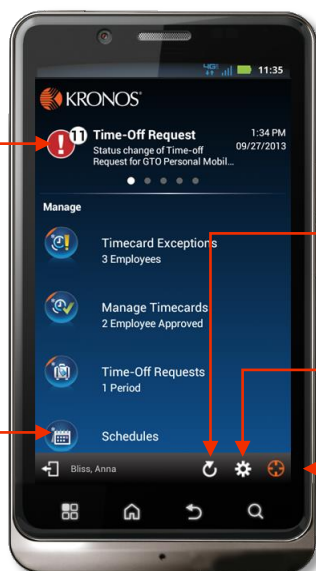 4G 11:35
KRONOS
11 Time-Off Request 1:34 PM
Status change of Time-off 09/27/2013
Request for GTO Personal Mobil...
Manage
Timecard Exceptions
3 Employees
Manage Timecards
2 Employee Approved
Time-Off Requests
1 Period
Schedules
Bliss, Anna